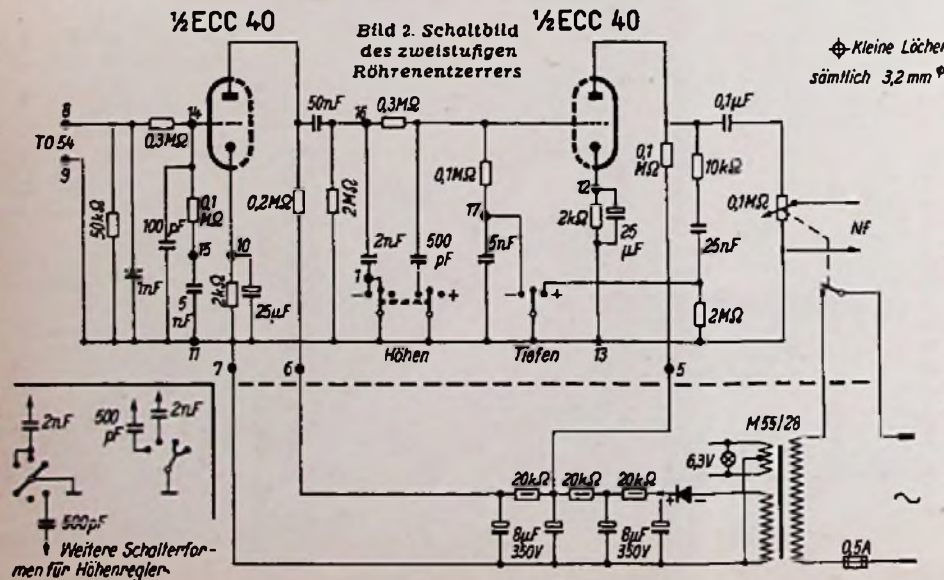 ½ECC 40
Bild 2. Schaltbild
des zweistufigen
Röhrenentzerrers
½ECC 40
Kleine Löcher
sämtlich 3,2 mm ⌀
8
TO 54
9
50kΩ
1nF
0,3MΩ
14
100
pF
0,1
MΩ
15
5
nF
11
10
2kΩ
25µF
7
0,2MΩ
6
50nF
2MΩ
16
0,3MΩ
2nF
1
500
pF
- +
Höhen
0,1MΩ
17
5nF
- +
Tiefen
12
2kΩ
25
µF
13
0,1
MΩ
5
0,1µF
10kΩ
25nF
2MΩ
0,1MΩ
Nf
2nF
500
pF
2nF
500pF
Weitere Schalterfor-
men für Höhenregler
20kΩ
20kΩ
20kΩ
+ -
8µF
350V
8µF
350V
6,3V
M 55/28
0,5A
~